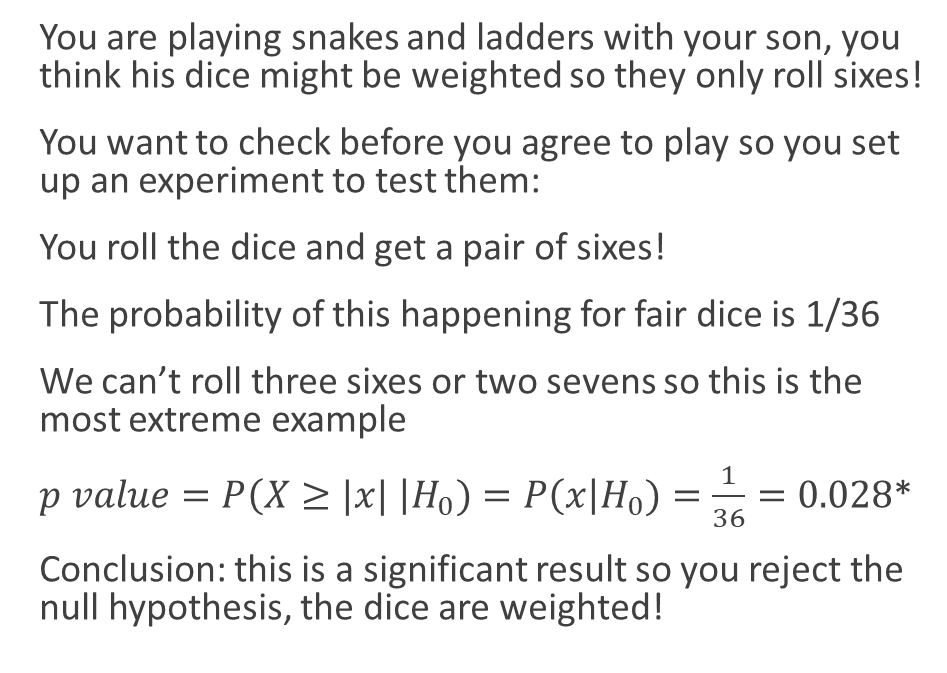 You are playing snakes and ladders with your son, you
think his dice might be weighted so they only roll sixes!
You want to check before you agree to play so you set
up an experiment to test them:
You roll the dice and get a pair of sixes!
The probability of this happening for fair dice is 1/36
We can’t roll three sixes or two sevens so this is the
most extreme example
p value = P(X ≥ |x| |H₀) = P(x|H₀) = 1/36 = 0.028*
Conclusion: this is a significant result so you reject the
null hypothesis, the dice are weighted!